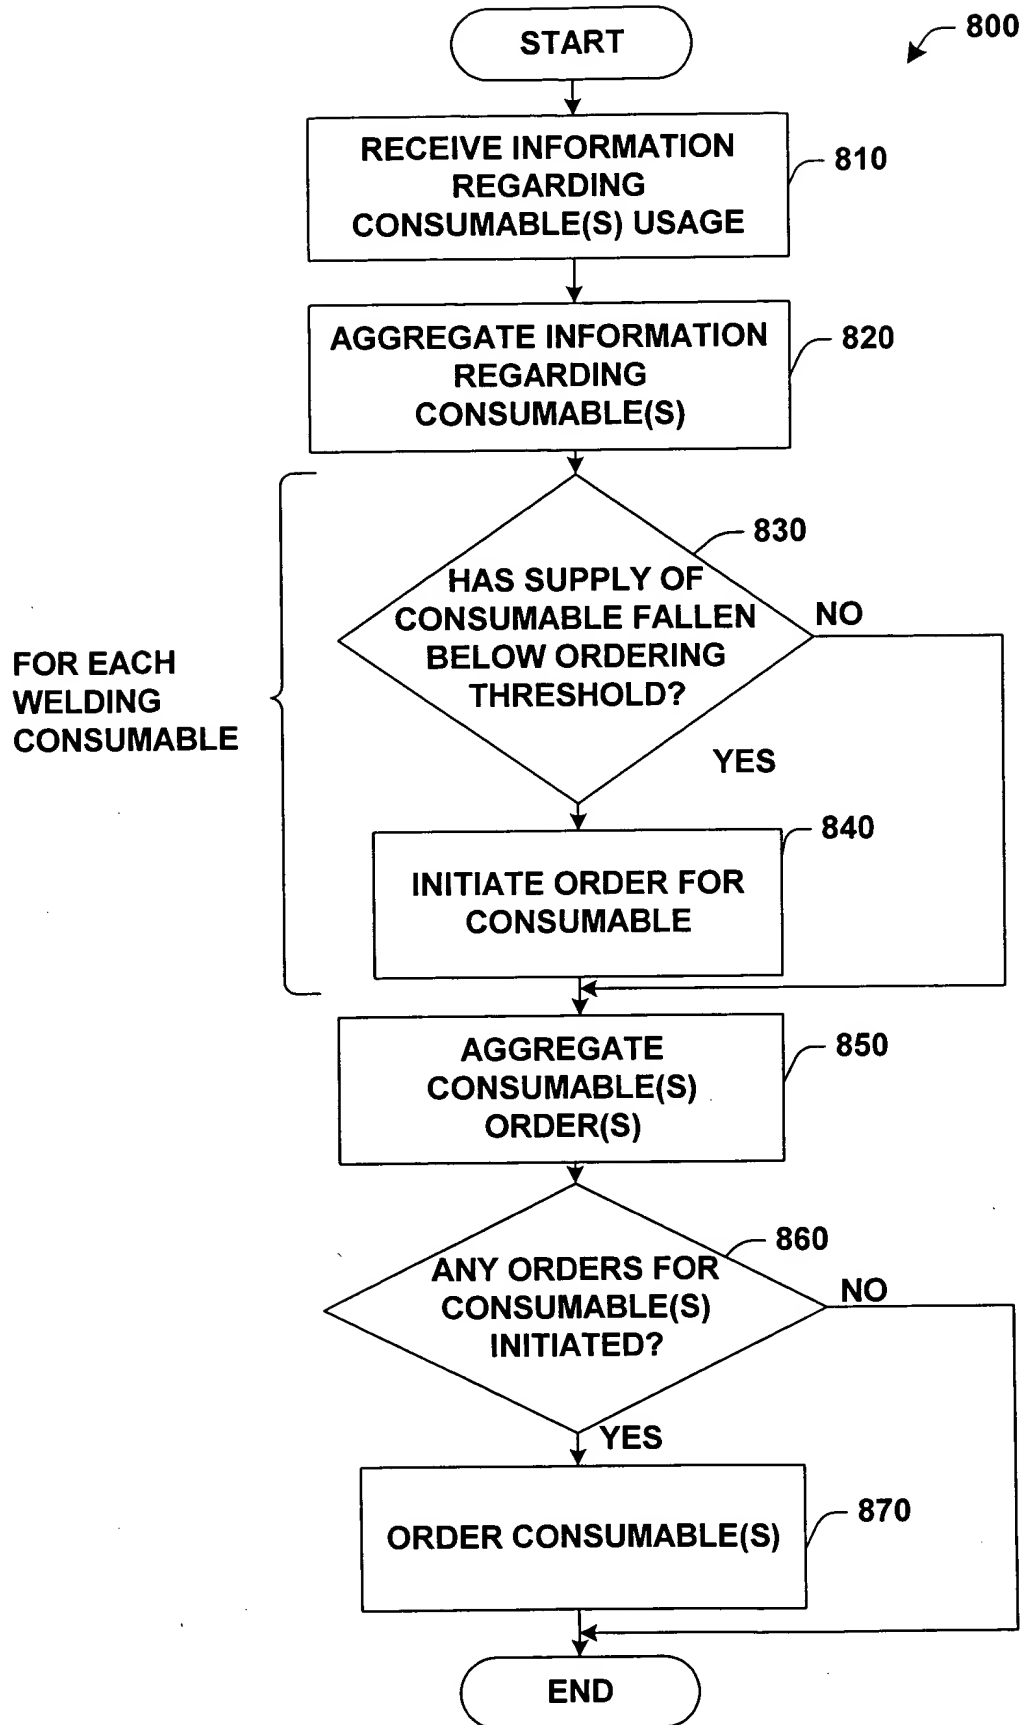 START
800
RECEIVE INFORMATION
REGARDING
CONSUMABLE(S) USAGE
810
AGGREGATE INFORMATION
REGARDING
CONSUMABLE(S)
820
830
HAS SUPPLY OF
CONSUMABLE FALLEN
BELOW ORDERING
THRESHOLD?
NO
FOR EACH
WELDING
CONSUMABLE
YES
840
INITIATE ORDER FOR
CONSUMABLE
AGGREGATE
CONSUMABLE(S)
ORDER(S)
850
860
ANY ORDERS FOR
CONSUMABLE(S)
INITIATED?
NO
YES
ORDER CONSUMABLE(S)
870
END